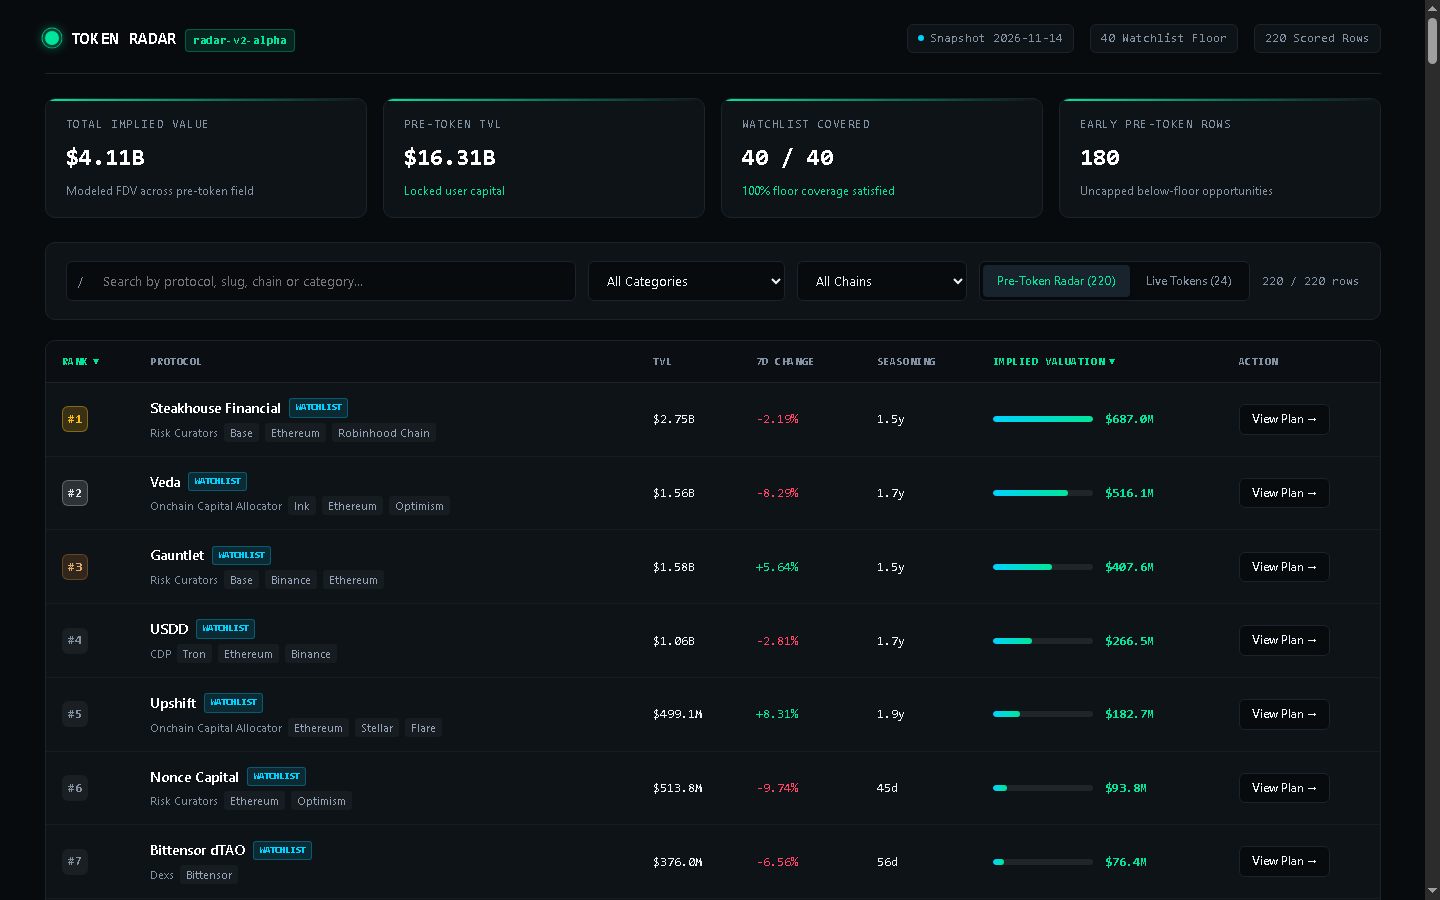 TOKEN RADAR radar-v2-alpha
Snapshot 2026-11-14
40 Watchlist Floor
220 Scored Rows
TOTAL IMPLIED VALUE
$4.11B
Modeled FDV across pre-token field
PRE-TOKEN TVL
$16.31B
Locked user capital
WATCHLIST COVERED
40 / 40
100% floor coverage satisfied
EARLY PRE-TOKEN ROWS
180
Uncapped below-floor opportunities
/ Search by protocol, slug, chain or category...
All Categories
All Chains
Pre-Token Radar (220)
Live Tokens (24)
220 / 220 rows
RANK ▼ PROTOCOL TVL 7D CHANGE SEASONING IMPLIED VALUATION ▼ ACTION
#1 Steakhouse Financial WATCHLIST $2.75B -2.19% 1.5y $687.0M View Plan →
Risk Curators Base Ethereum Robinhood Chain
#2 Veda WATCHLIST $1.56B -8.29% 1.7y $516.1M View Plan →
Onchain Capital Allocator Ink Ethereum Optimism
#3 Gauntlet WATCHLIST $1.58B +5.64% 1.5y $407.6M View Plan →
Risk Curators Base Binance Ethereum
#4 USDD WATCHLIST $1.06B -2.81% 1.7y $266.5M View Plan →
CDP Tron Ethereum Binance
#5 Upshift WATCHLIST $499.1M +8.31% 1.9y $182.7M View Plan →
Onchain Capital Allocator Ethereum Stellar Flare
#6 Nonce Capital WATCHLIST $513.8M -9.74% 45d $93.8M View Plan →
Risk Curators Ethereum Optimism
#7 Bittensor dTAO WATCHLIST $376.0M -6.56% 56d $76.4M View Plan →
Dexs Bittensor